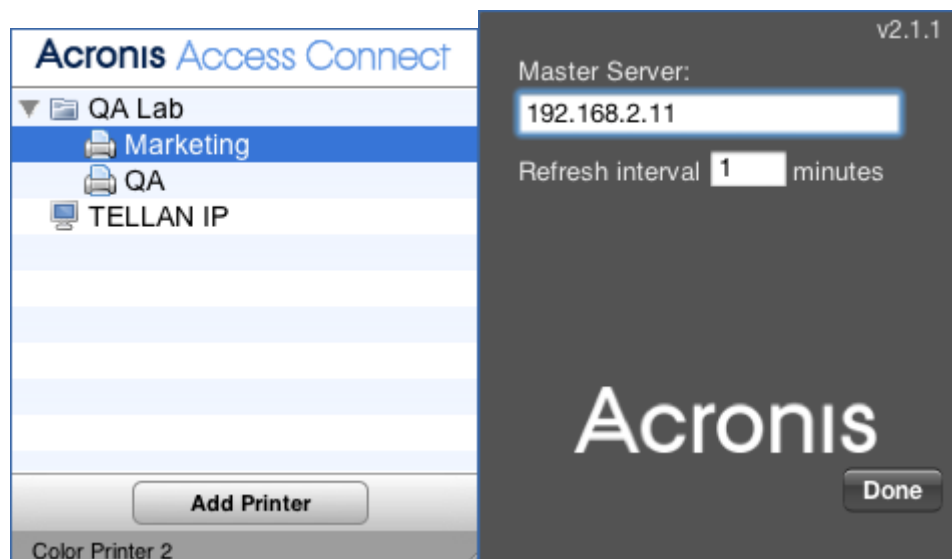 Acronis Access Connect
QA Lab
Marketing
QA
TELLAN IP
Add Printer
Color Printer 2
v2.1.1
Master Server:
192.168.2.11
Refresh interval 1 minutes
Acronis
Done